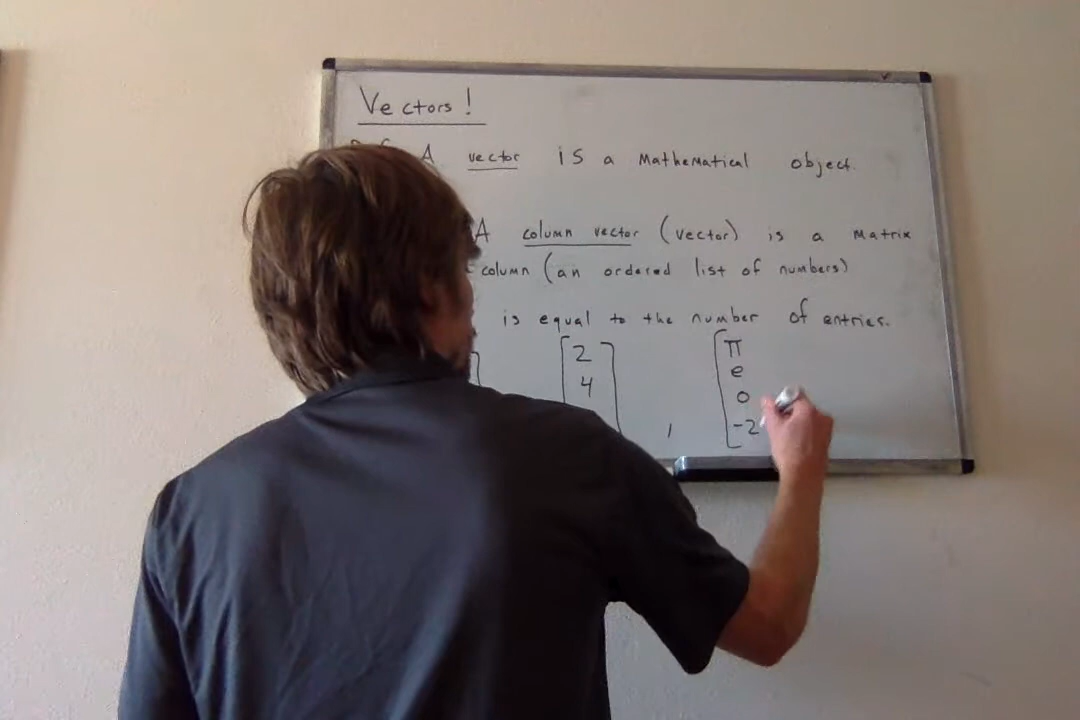 Vectors!
A vector is a Mathematical object.
A column vector (vector) is a matrix
column (an ordered list of numbers)
is equal to the number of entries.
2 π
4 e
0
, -2